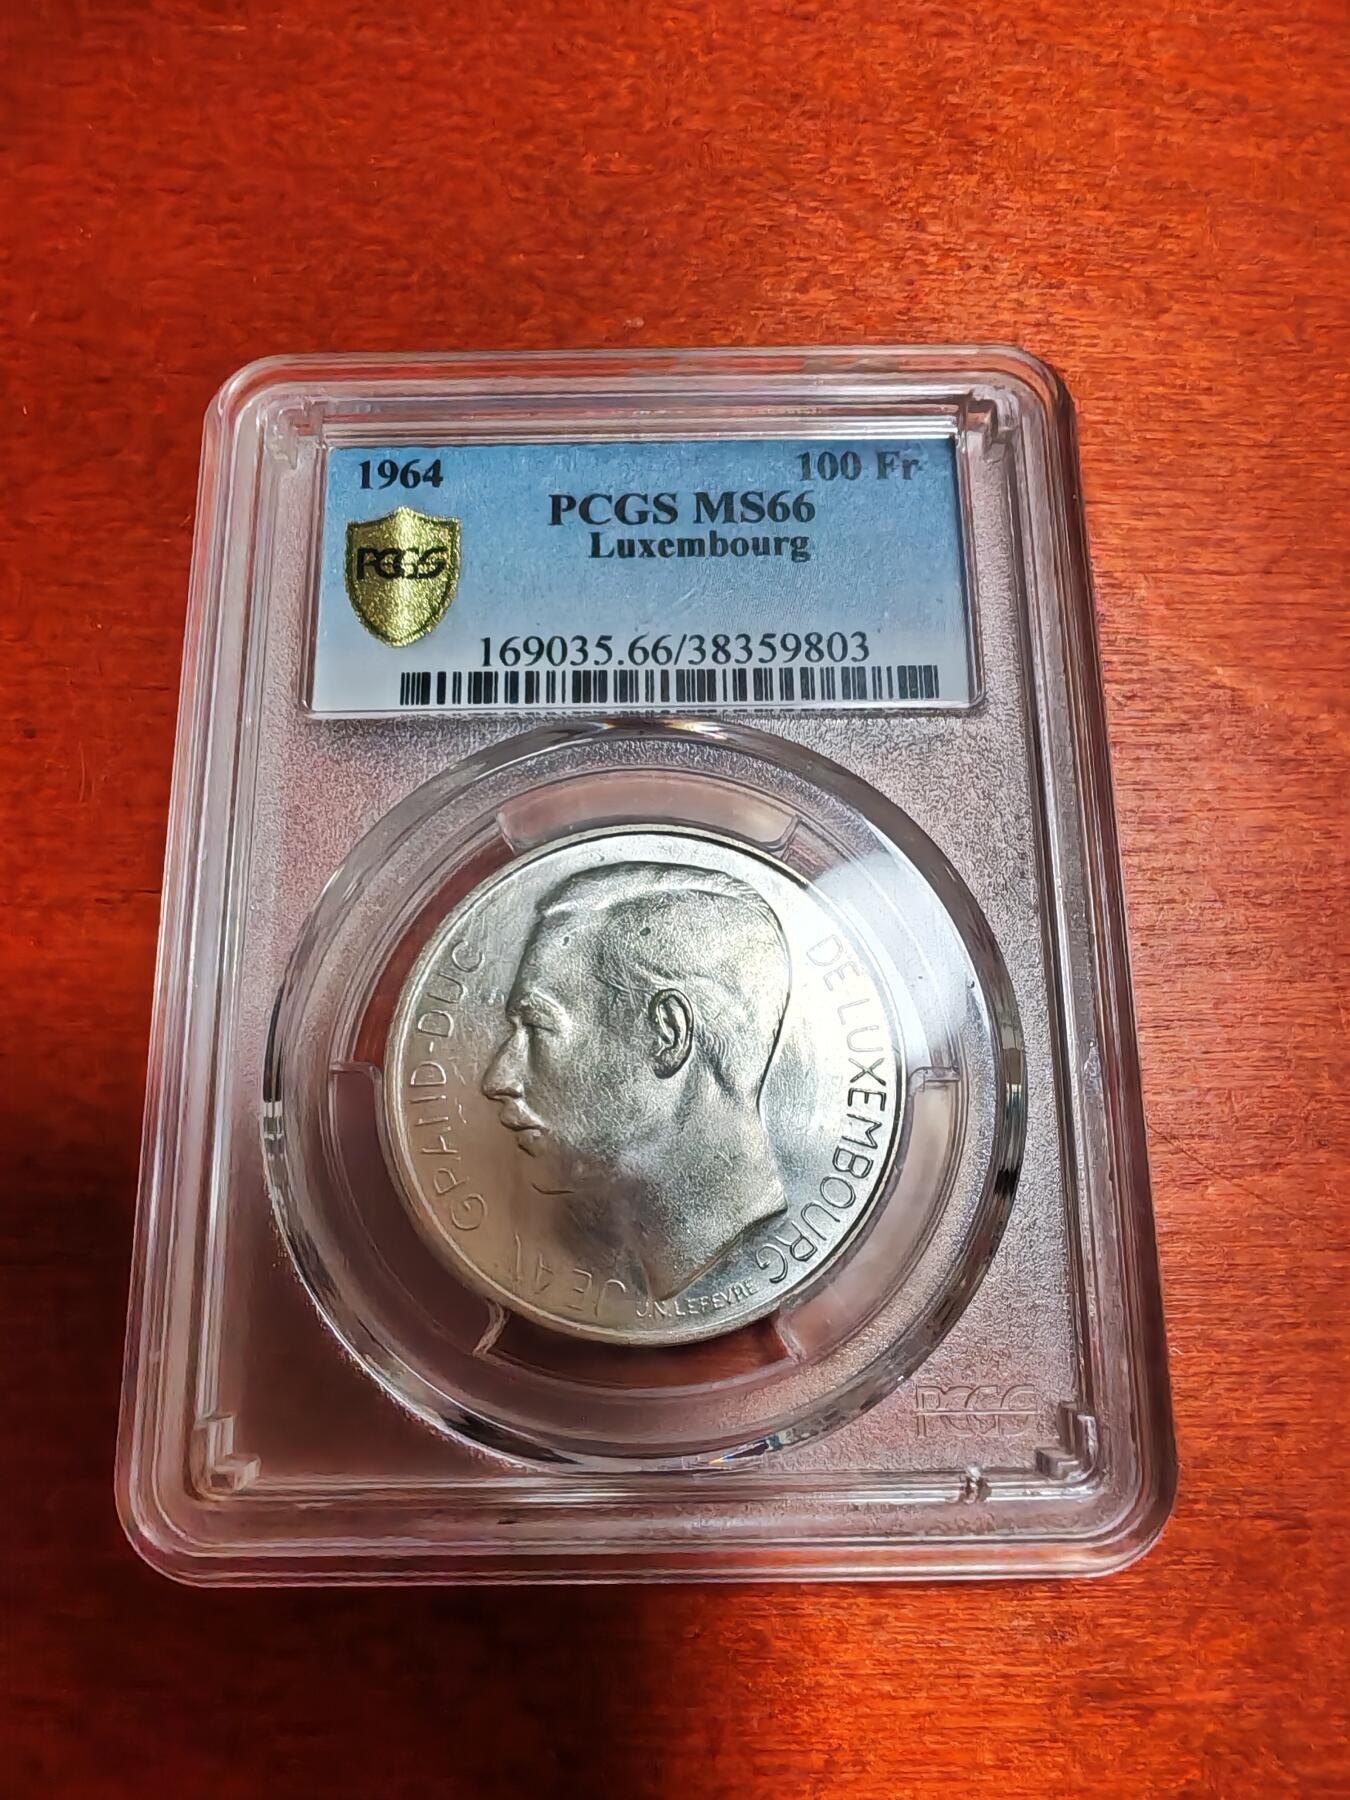 1964 100 Fr
PCGS MS66
Luxembourg
PCGS
169035.66/38359803
JEAN GRAND-DUC DE LUXEMBOURG
J.N. LEFEVRE
PCGS